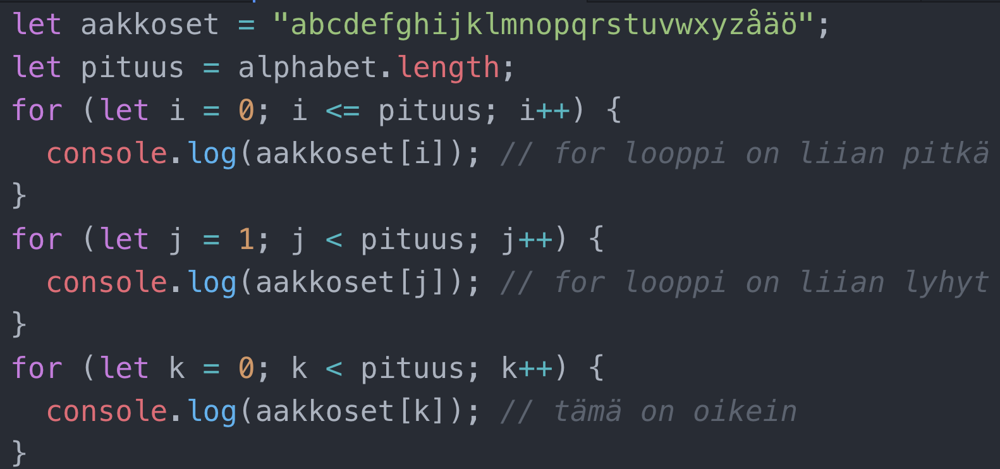 let aakkoset = "abcdefghijklmnopqrstuvwxyzåäö";
let pituus = alphabet.length;
for (let i = 0; i <= pituus; i++) {
  console.log(aakkoset[i]); // for looppi on liian pitkä
}
for (let j = 1; j < pituus; j++) {
  console.log(aakkoset[j]); // for looppi on liian lyhyt
}
for (let k = 0; k < pituus; k++) {
  console.log(aakkoset[k]); // tämä on oikein
}